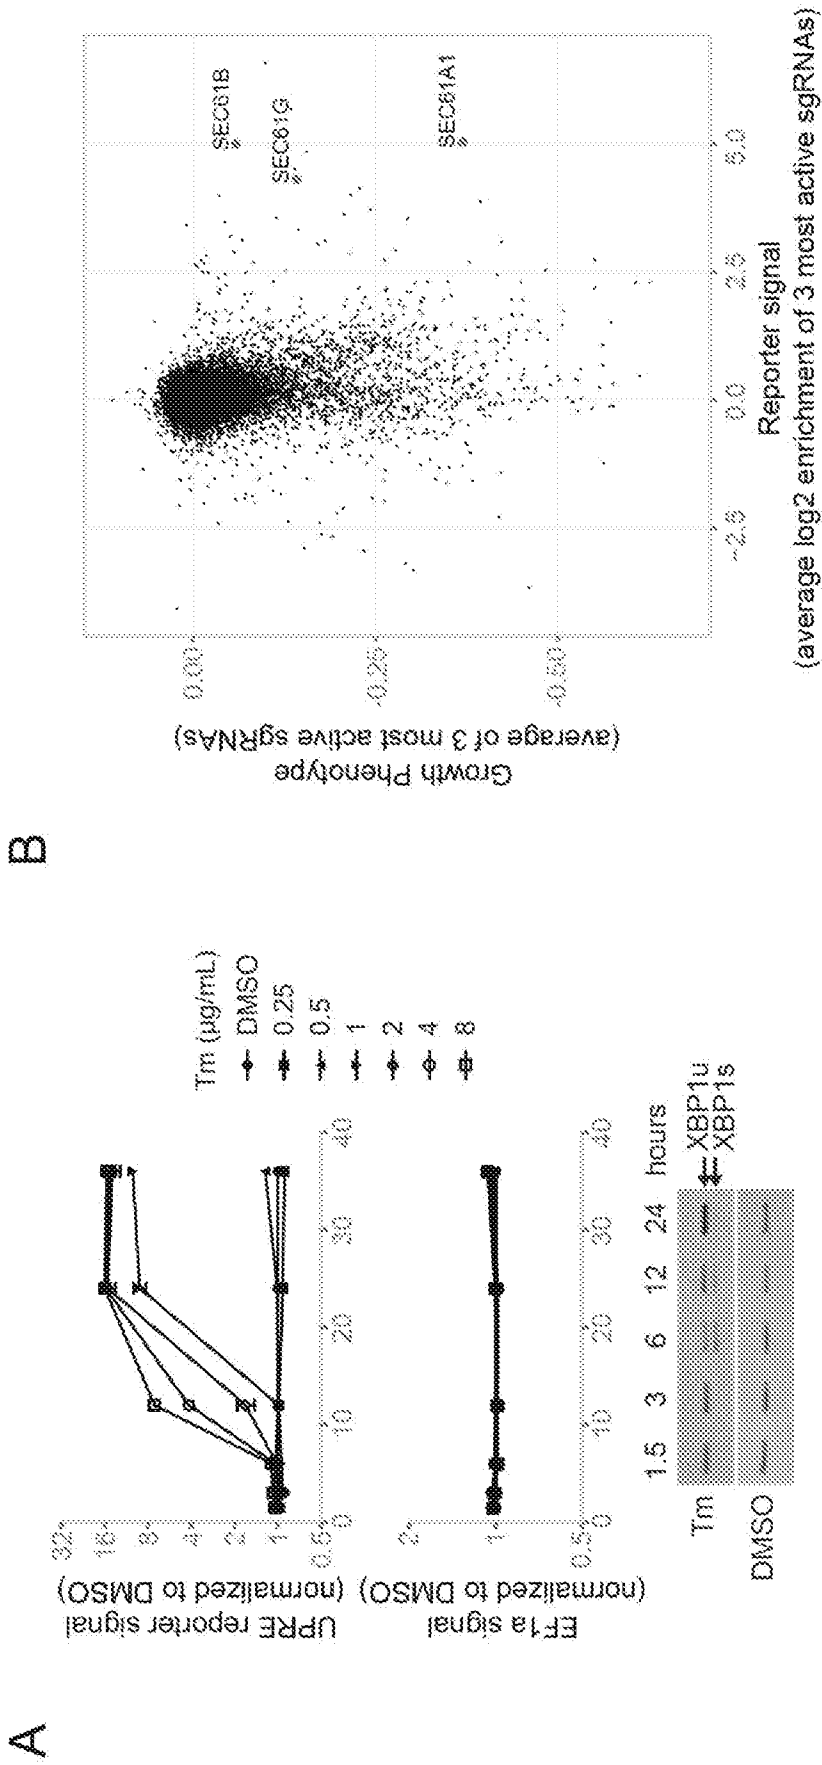 A
UPRE reporter signal
(normalized to DMSO)
32
16
8
4
2
1
0.5
0
10
20
30
40
Tm (µg/mL)
DMSO
0.25
0.5
1
2
4
8
EF1a signal
(normalized to DMSO)
2
1
0.5
0
10
20
30
40
1.5 3 6 12 24 hours
Tm
XBP1u
XBP1s
DMSO
B
Growth Phenotype
(average of 3 most active sgRNAs)
0.00
-0.25
-0.50
SEC61B
SEC61G
SEC61A1
-2.5
0.0
2.5
5.0
Reporter signal
(average log2 enrichment of 3 most active sgRNAs)